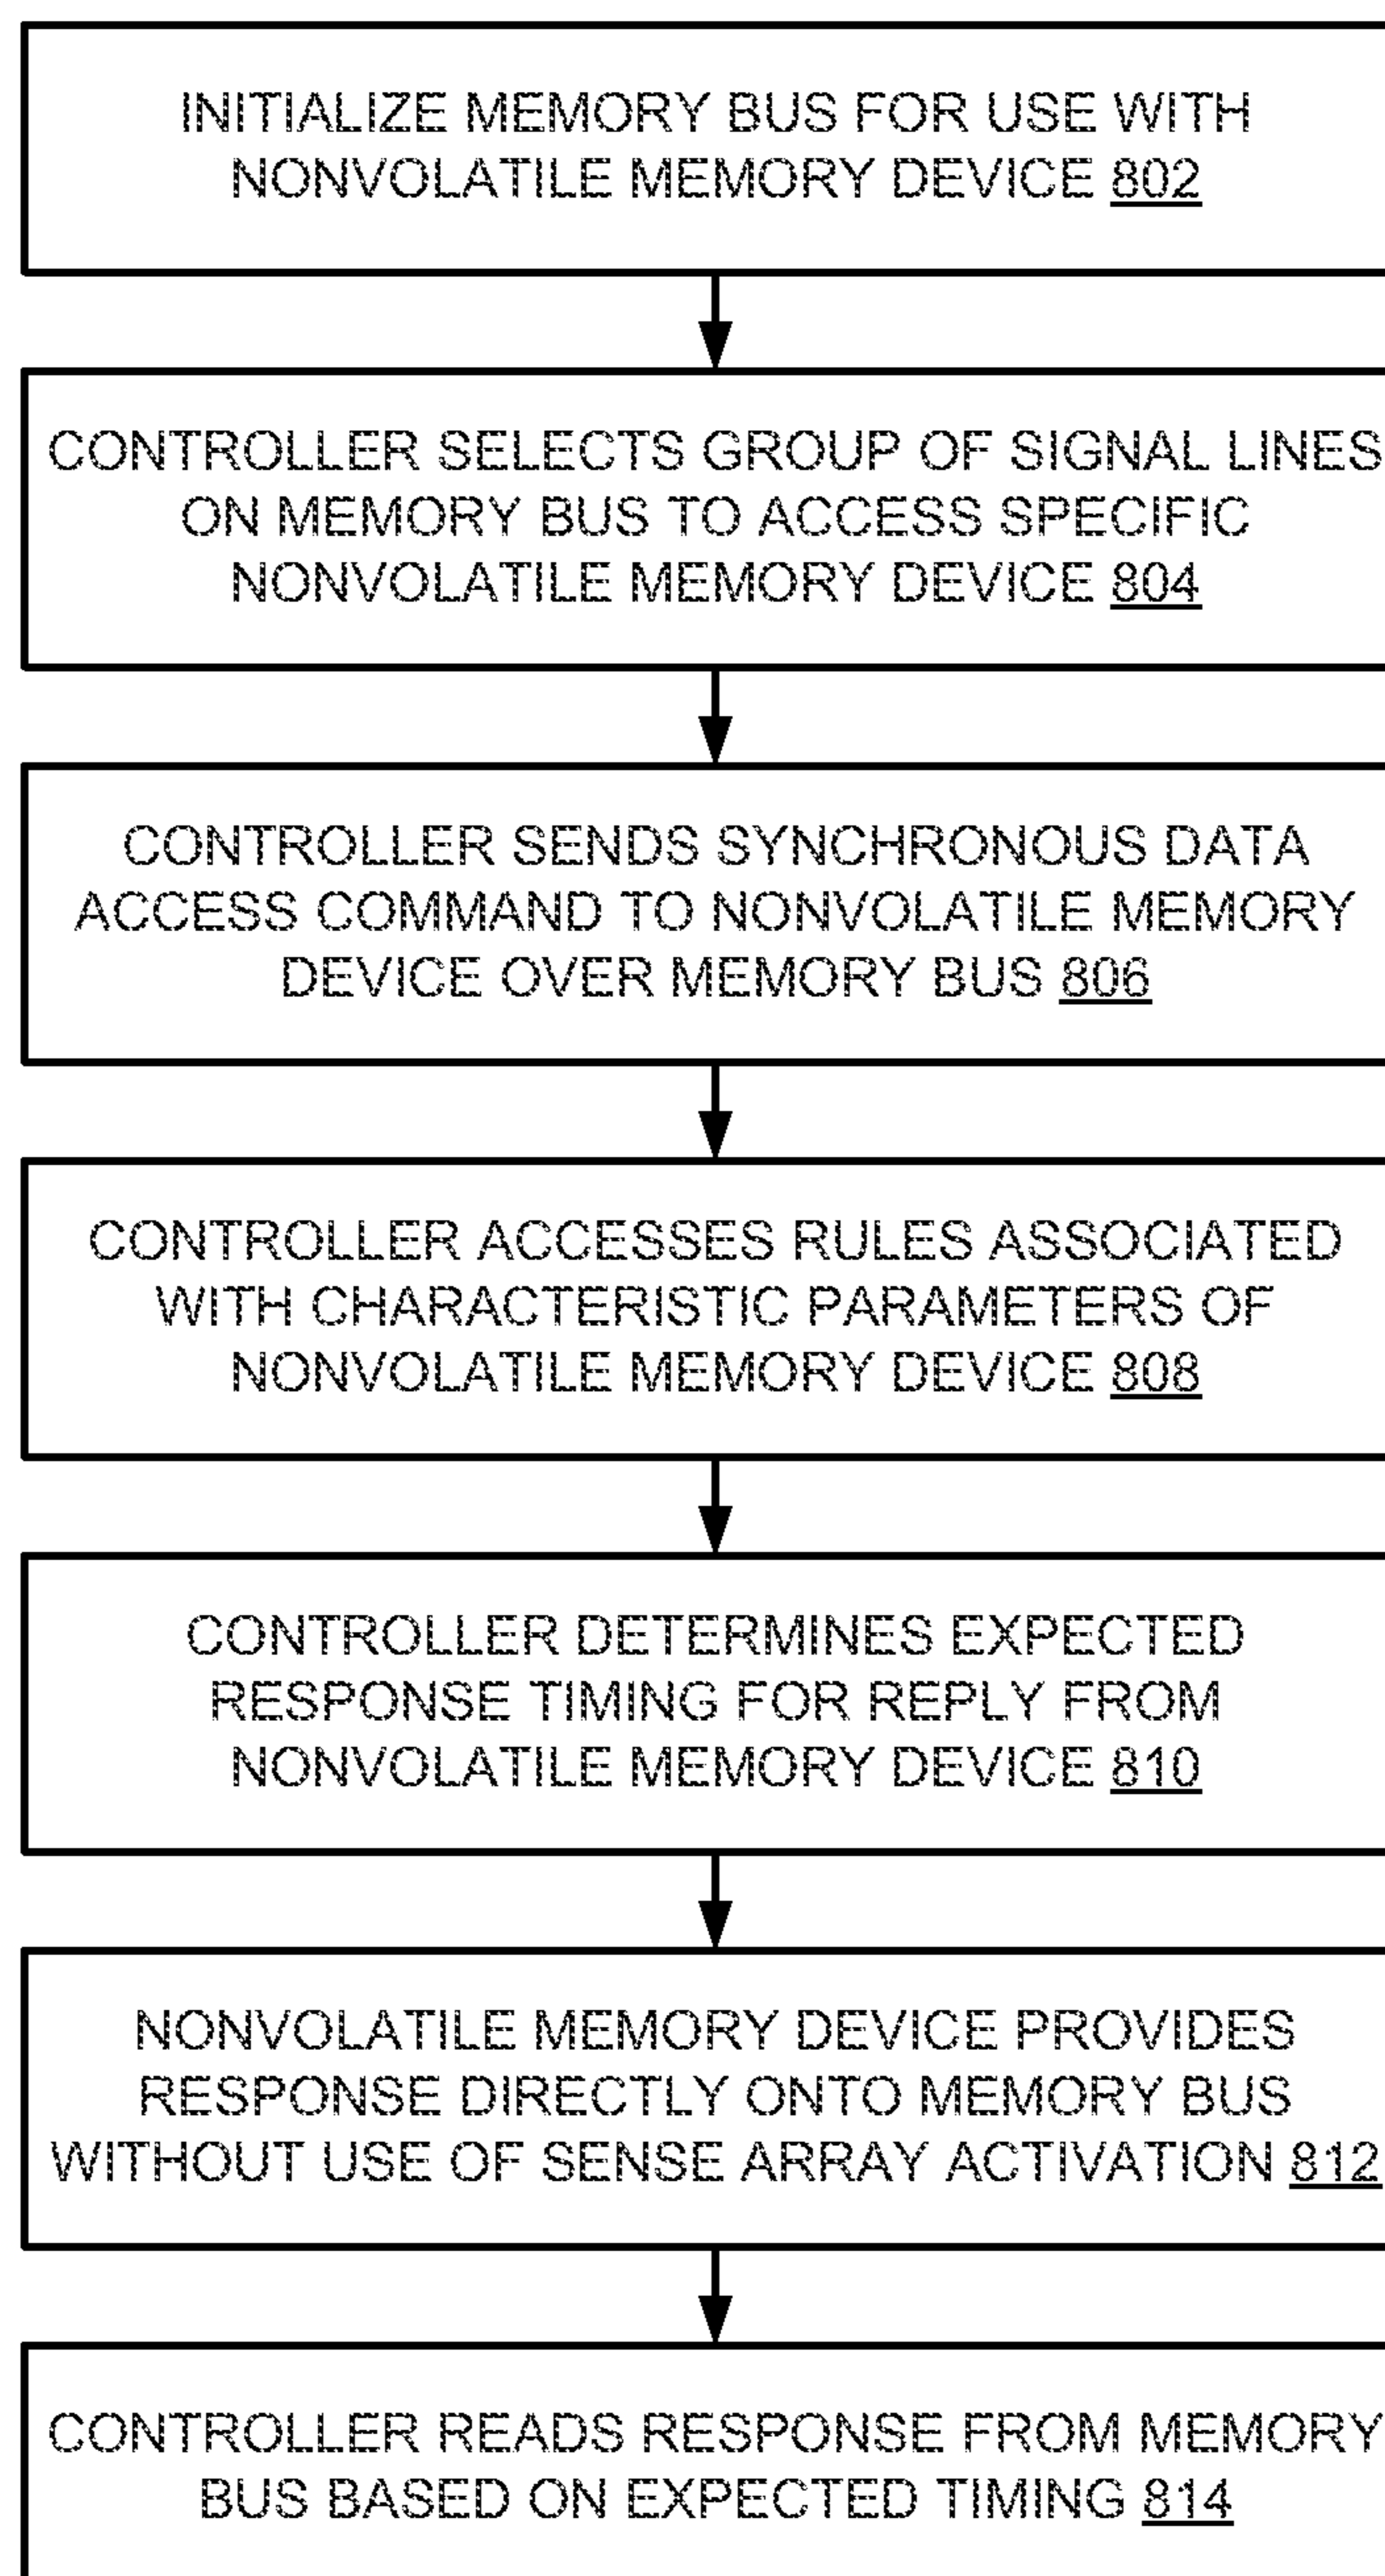 INITIALIZE MEMORY BUS FOR USE WITH
NONVOLATILE MEMORY DEVICE 802
CONTROLLER SELECTS GROUP OF SIGNAL LINES
ON MEMORY BUS TO ACCESS SPECIFIC
NONVOLATILE MEMORY DEVICE 804
CONTROLLER SENDS SYNCHRONOUS DATA
ACCESS COMMAND TO NONVOLATILE MEMORY
DEVICE OVER MEMORY BUS 806
CONTROLLER ACCESSES RULES ASSOCIATED
WITH CHARACTERISTIC PARAMETERS OF
NONVOLATILE MEMORY DEVICE 808
CONTROLLER DETERMINES EXPECTED
RESPONSE TIMING FOR REPLY FROM
NONVOLATILE MEMORY DEVICE 810
NONVOLATILE MEMORY DEVICE PROVIDES
RESPONSE DIRECTLY ONTO MEMORY BUS
WITHOUT USE OF SENSE ARRAY ACTIVATION 812
CONTROLLER READS RESPONSE FROM MEMORY
BUS BASED ON EXPECTED TIMING 814